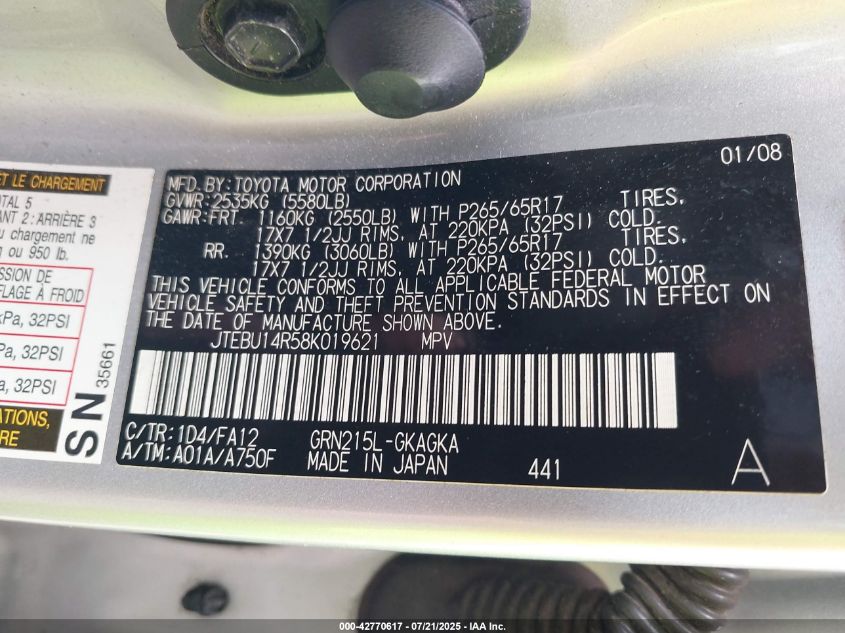 ET LE CHARGEMENT
TOTAL 5
ANT 2 : ARRIÈRE 3
u chargement ne
ou 950 lb.
SSION DE
FLAGE À FROID
kPa, 32PSI
Pa, 32PSI
a, 32PSI
ATIONS,
RE
SN 35661
01/08
MFD. BY: TOYOTA MOTOR CORPORATION
GVWR: 2535KG (5580LB)
GAWR: FRT. 1160KG (2550LB) WITH P265/65R17 TIRES,
17X7 1/2JJ RIMS, AT 220KPA (32PSI) COLD.
RR. 1390KG (3060LB) WITH P265/65R17 TIRES,
17X7 1/2JJ RIMS, AT 220KPA (32PSI) COLD.
THIS VEHICLE CONFORMS TO ALL APPLICABLE FEDERAL MOTOR
VEHICLE SAFETY AND THEFT PREVENTION STANDARDS IN EFFECT ON
THE DATE OF MANUFACTURE SHOWN ABOVE.
JTEBU14R58K019621 MPV
C/TR: 1D4/FA12 GRN215L-GKAGKA
A/TM: A01A/A750F MADE IN JAPAN 441 A
000-42770617 - 07/21/2025 - IAA Inc.